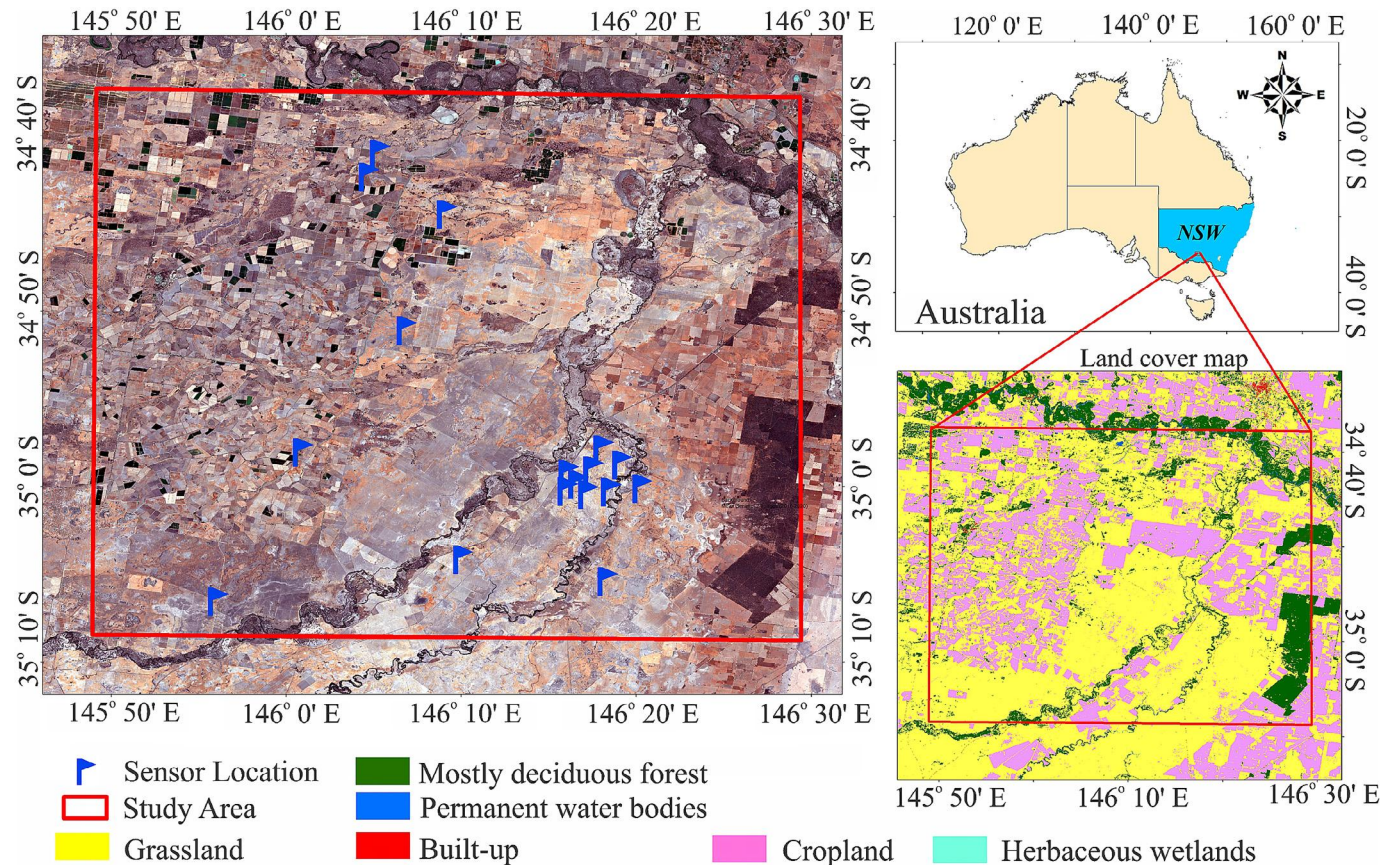 145° 50' E 146° 0' E 146° 10' E 146° 20' E 146° 30' E
34° 40' S
34° 50' S
35° 0' S
35° 10' S
34° 40' S
34° 50' S
35° 0' S
35° 10' S
145° 50' E 146° 0' E 146° 10' E 146° 20' E 146° 30' E
120° 0' E 140° 0' E 160° 0' E
N
W E
S
20° 0' S
40° 0' S
NSW
Australia
Land cover map
34° 40' S
35° 0' S
145° 50' E 146° 10' E 146° 30' E
Sensor Location
Mostly deciduous forest
Study Area
Permanent water bodies
Grassland
Built-up
Cropland
Herbaceous wetlands